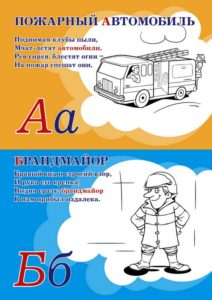 ПОЖАРНЫЙ АВТОМОБИЛЬ
Поднимая клубы пыли,
Мчат-летят автомобили.
Рев сирен, блестят огни
На пожар спешат они.
Аа
БРАНДМАЙОР
Бравый вид и строгий взор,
И рука его крепка,
Видно сразу: брандмайор
К нам прибыл издалека.
Бб